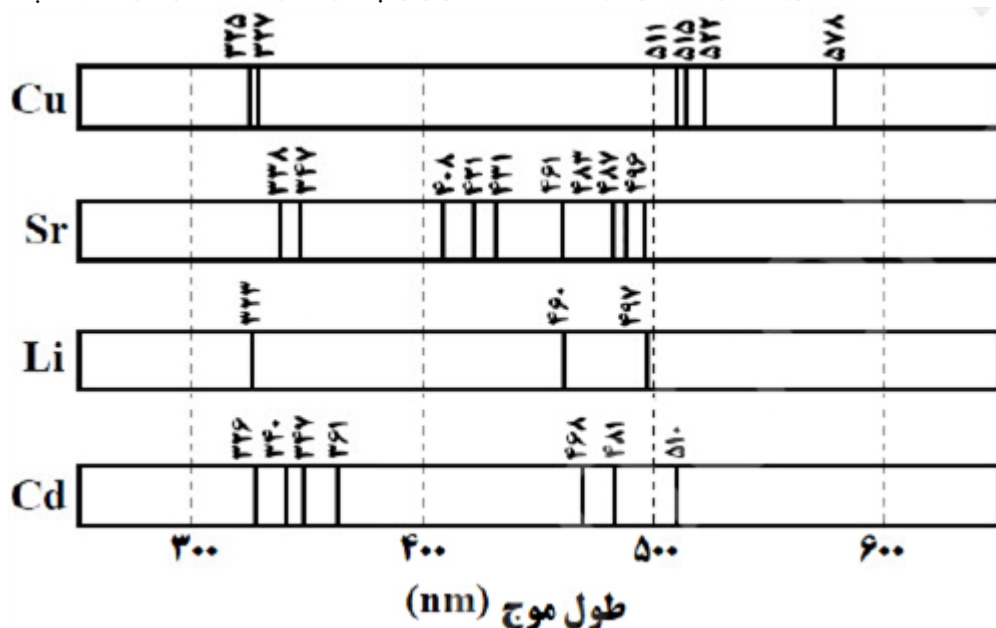 ۳۲۵ ۳۲۷ ۵۱۱ ۵۱۵ ۵۲۲ ۵۷۸
Cu
۳۳۸ ۳۴۷ ۴۰۸ ۴۲۱ ۴۳۱ ۴۶۱ ۴۸۳ ۴۸۷ ۴۹۶
Sr
۳۲۳ ۴۶۰ ۴۹۷
Li
۳۲۶ ۳۴۰ ۳۴۷ ۳۶۱ ۴۶۸ ۴۸۱ ۵۱۰
Cd
۳۰۰ ۴۰۰ ۵۰۰ ۶۰۰
طول موج (nm)